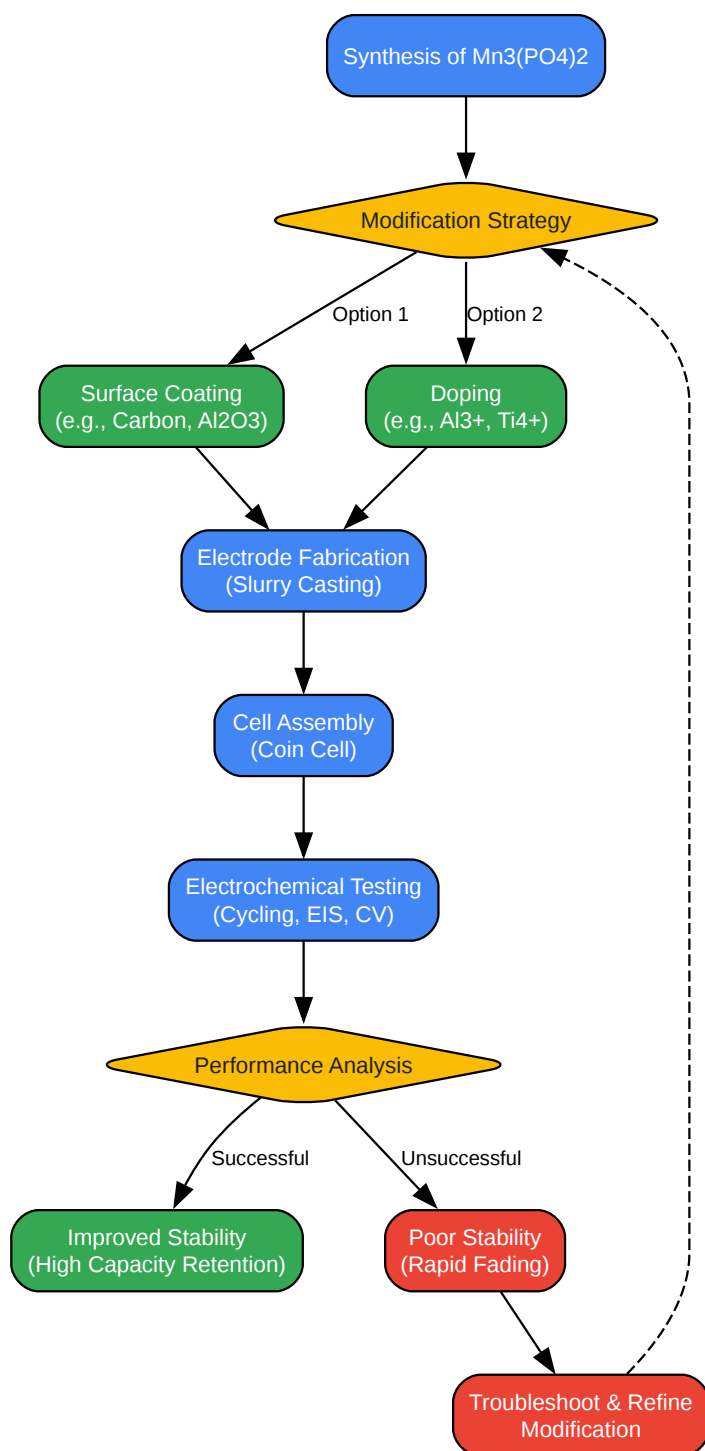 Synthesis of Mn3(PO4)2
Modification Strategy
Option 1
Option 2
Surface Coating
(e.g., Carbon, Al2O3)
Doping
(e.g., Al3+, Ti4+)
Electrode Fabrication
(Slurry Casting)
Cell Assembly
(Coin Cell)
Electrochemical Testing
(Cycling, EIS, CV)
Performance Analysis
Successful
Unsuccessful
Improved Stability
(High Capacity Retention)
Poor Stability
(Rapid Fading)
Troubleshoot & Refine
Modification